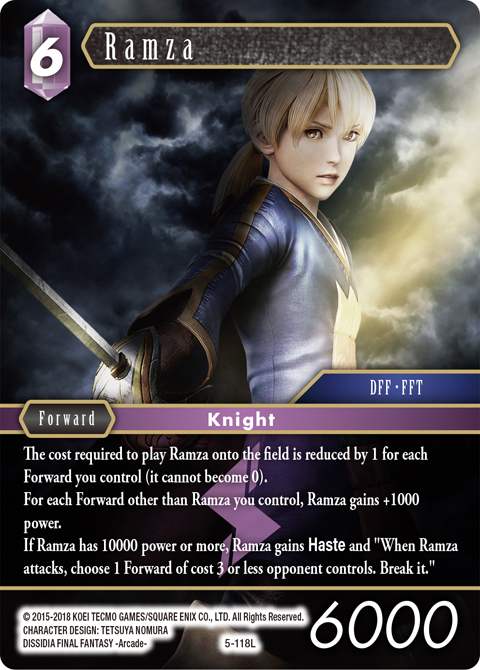 6
Ramza
DFF · FFT
Forward
Knight
The cost required to play Ramza onto the field is reduced by 1 for each
Forward you control (it cannot become 0).
For each Forward other than Ramza you control, Ramza gains +1000
power.
If Ramza has 10000 power or more, Ramza gains Haste and "When Ramza
attacks, choose 1 Forward of cost 3 or less opponent controls. Break it."
© 2015-2018 KOEI TECMO GAMES/SQUARE ENIX CO., LTD. All Rights Reserved.
CHARACTER DESIGN: TETSUYA NOMURA
DISSIDIA FINAL FANTASY -Arcade-
5-118L
6000